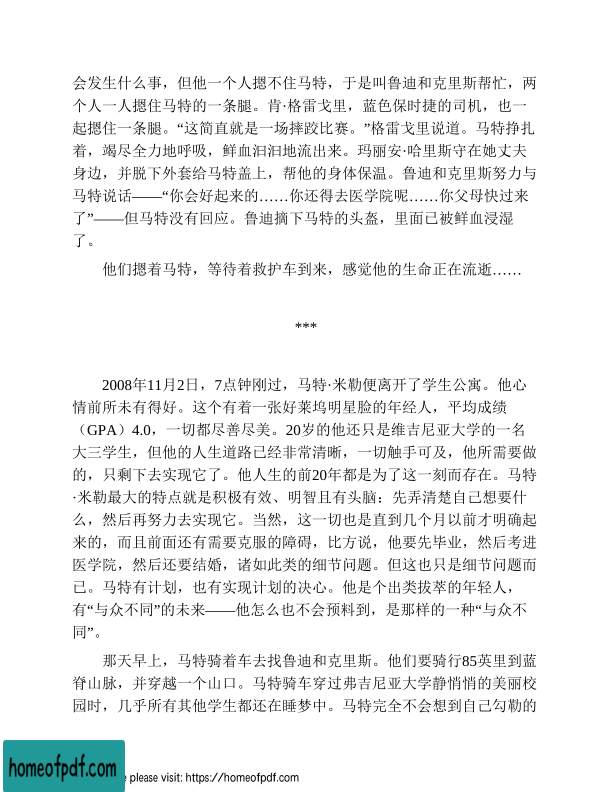 会发生什么事，但他一个人摁不住马特，于是叫鲁迪和克里斯帮忙，两
个人一人摁住马特的一条腿。肯·格雷戈里，蓝色保时捷的司机，也一
起摁住一条腿。“这简直就是一场摔跤比赛。”格雷戈里说道。马特挣扎
着，竭尽全力地呼吸，鲜血汩汩地流出来。玛丽安·哈里斯守在她丈夫
身边，并脱下外套给马特盖上，帮他的身体保温。鲁迪和克里斯努力与
马特说话——“你会好起来的……你还得去医学院呢……你父母快过来
了”——但马特没有回应。鲁迪摘下马特的头盔，里面已被鲜血浸湿
了。
他们摁着马特，等待着救护车到来，感觉他的生命正在流逝……
***
2008年11月2日，7点钟刚过，马特·米勒便离开了学生公寓。他心
情前所未有得好。这个有着一张好莱坞明星脸的年轻人，平均成绩
（GPA）4.0，一切都尽善尽美。20岁的他还只是维吉尼亚大学的一名
大三学生，但他的人生道路已经非常清晰，一切触手可及，他所需要做
的，只剩下去实现它了。他人生的前20年都是为了这一刻而存在。马特
·米勒最大的特点就是积极有效、明智且有头脑：先弄清楚自己想要什
么，然后再努力去实现它。当然，这一切也是直到几个月以前才明确起
来的，而且前面还有需要克服的障碍，比方说，他要先毕业，然后考进
医学院，然后还要结婚，诸如此类的细节问题。但这也只是细节问题而
已。马特有计划，也有实现计划的决心。他是个出类拔萃的年轻人，
有“与众不同”的未来——他怎么也不会预料到，是那样的一种“与众不
同”。
那天早上，马特骑着车去找鲁迪和克里斯。他们要骑行85英里到蓝
脊山脉，并穿越一个山口。马特骑车穿过弗吉尼亚大学静悄悄的美丽校
园时，几乎所有其他学生都还在睡梦中。马特完全不会想到自己勾勒的
homeofpdf.com
please visit: https://homeofpdf.com